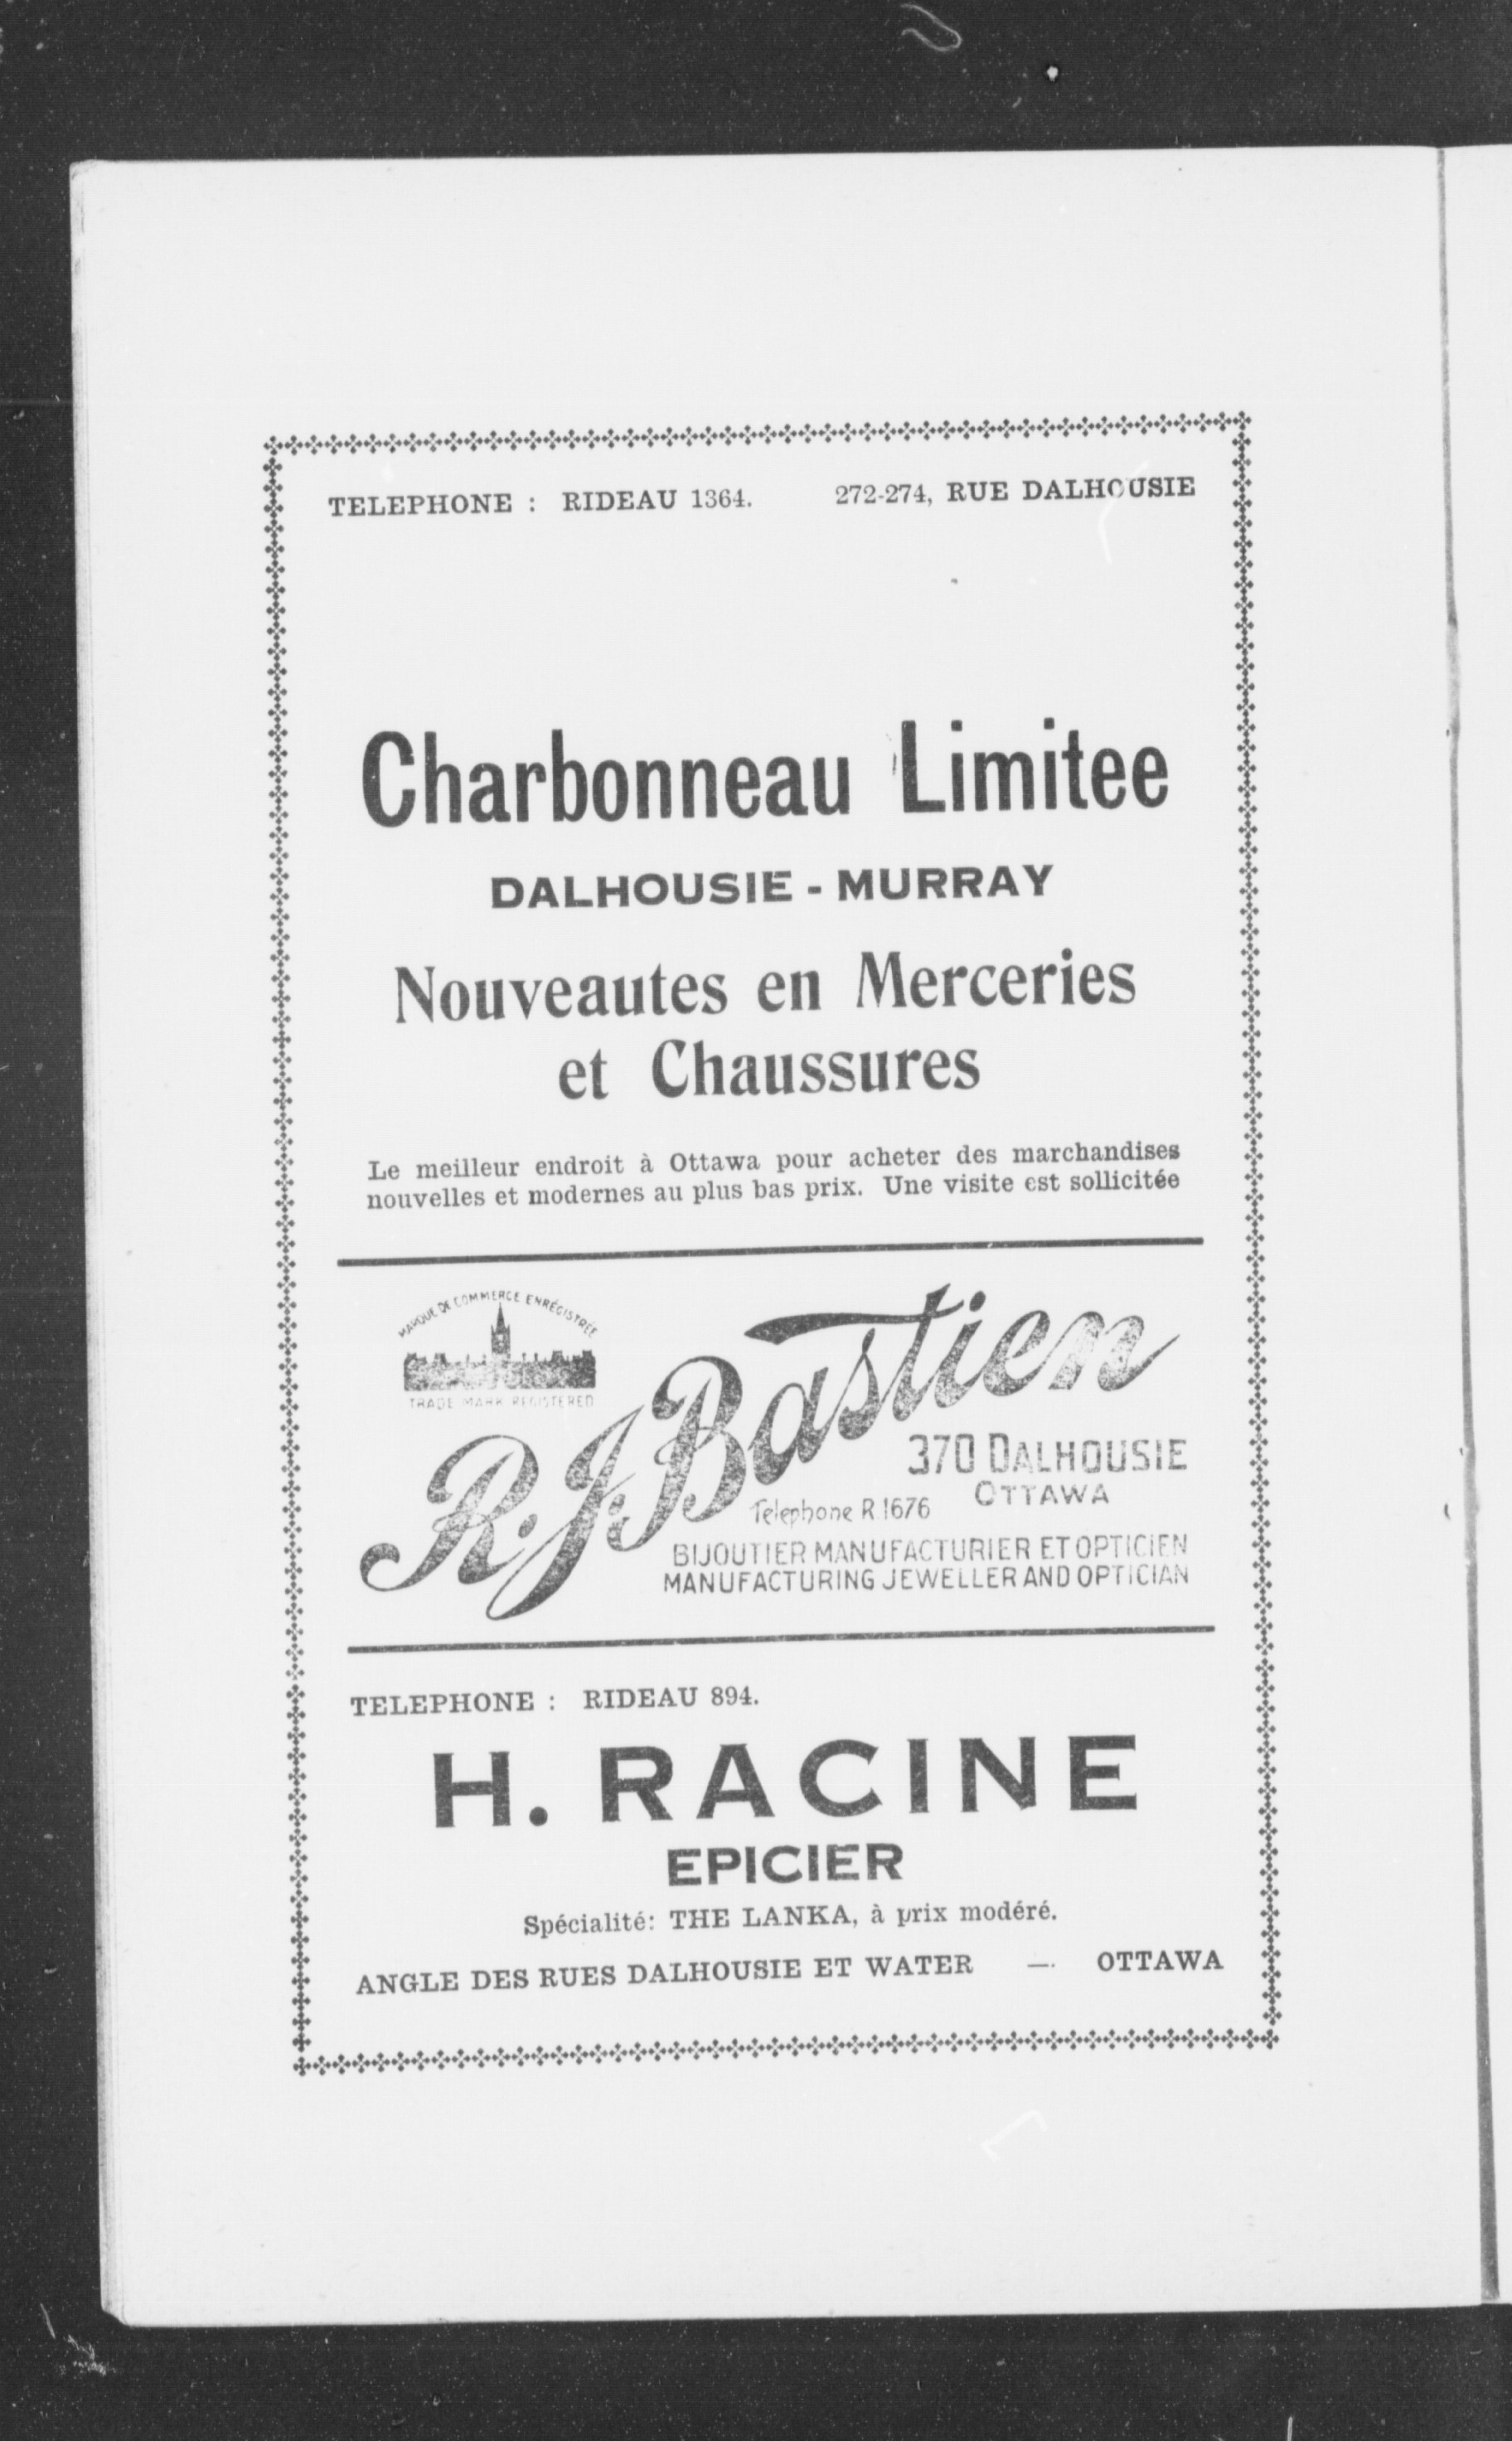 TELEPHONE : RIDEAU 1364. 272-274, RUE DALHOUSIE
Charbonneau Limitee
DALHOUSIE - MURRAY
Nouveautes en Merceries
et Chaussures
Le meilleur endroit à Ottawa pour acheter des marchandises
nouvelles et modernes au plus bas prix. Une visite est sollicitée
MARQUE DE COMMERCE ENRÉGISTRÉE
TRADE MARK REGISTERED
R. J. Bastien
370 DALHOUSIE
OTTAWA
Telephone R. 1676
BIJOUTIER MANUFACTURIER ET OPTICIEN
MANUFACTURING JEWELLER AND OPTICIAN
TELEPHONE : RIDEAU 894.
H. RACINE
EPICIER
Spécialité: THE LANKA, à prix modéré.
ANGLE DES RUES DALHOUSIE ET WATER — OTTAWA